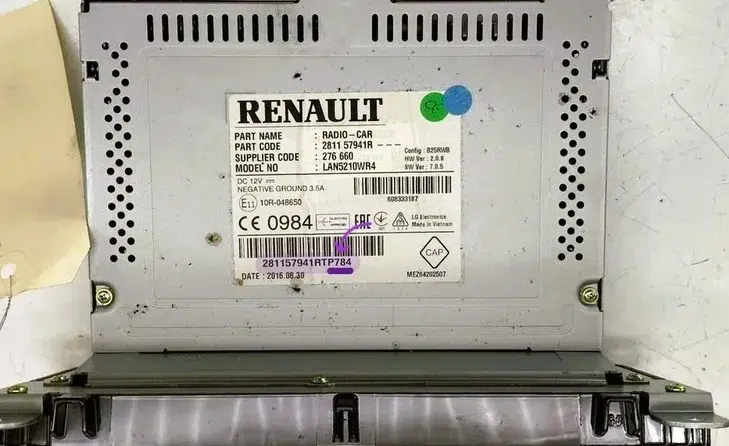 RENAULT
PART NAME : RADIO-CAR
PART CODE : 2811 57941R - - - -
SUPPLIER CODE : 276 660
MODEL NO : LAN5210WR4
Config : B25RWB
HW Ver : 2.0.9
SW Ver : 7.0.5
DC 12V
NEGATIVE GROUND 3.5A
608333187
E11 10R-048650
CE 0984
EAC
LG Electronics
Made in Vietnam
281157941RTP784
CAP
DATE : 2016.08.30
MEZ64202507